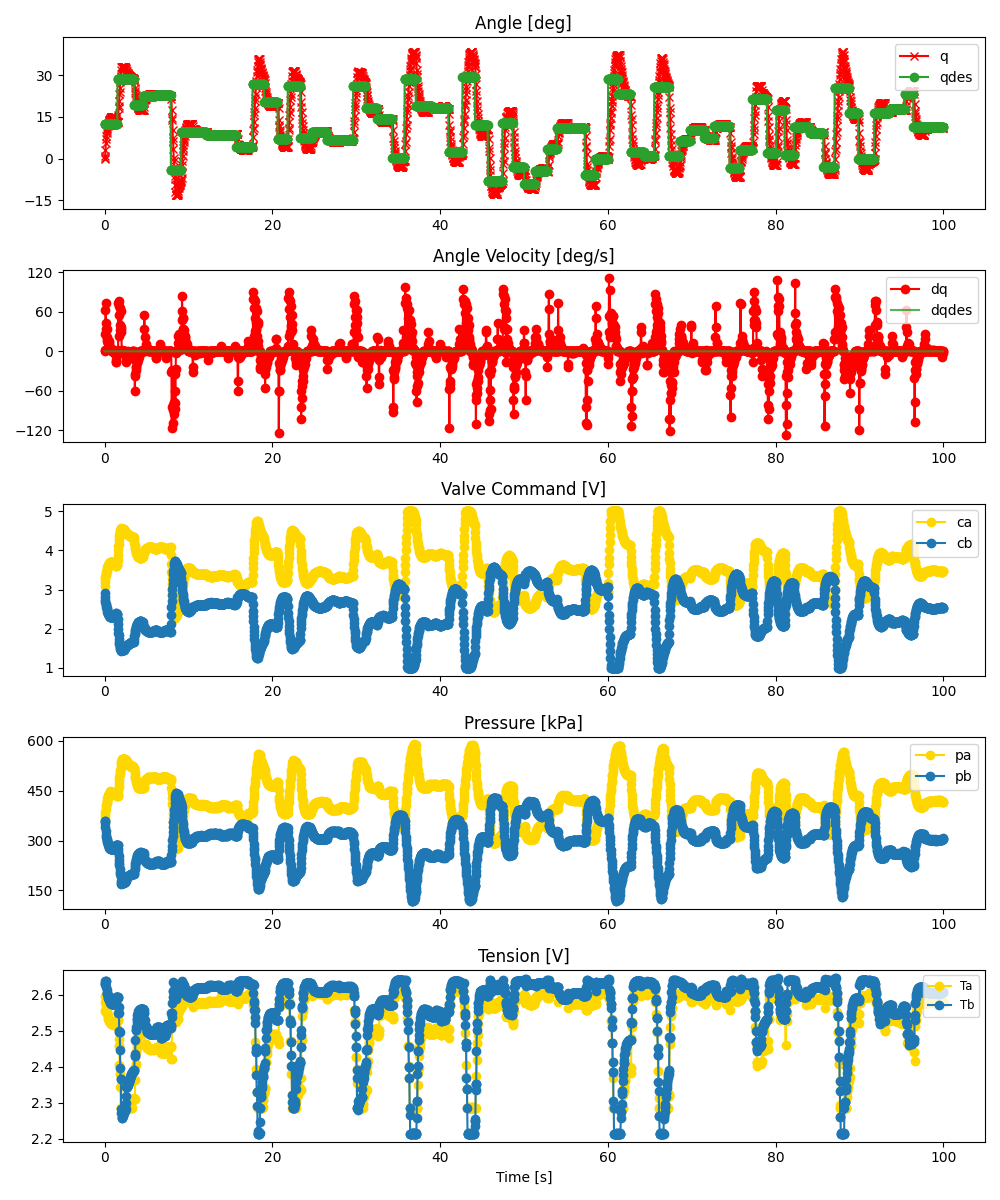 Angle [deg]
30
15
0
−15
q
qdes
0 20 40 60 80 100
Angle Velocity [deg/s]
120
60
0
−60
−120
dq
dqdes
0 20 40 60 80 100
Valve Command [V]
5
4
3
2
1
ca
cb
0 20 40 60 80 100
Pressure [kPa]
600
450
300
150
pa
pb
0 20 40 60 80 100
Tension [V]
2.6
2.5
2.4
2.3
2.2
Ta
Tb
0 20 40 60 80 100
Time [s]